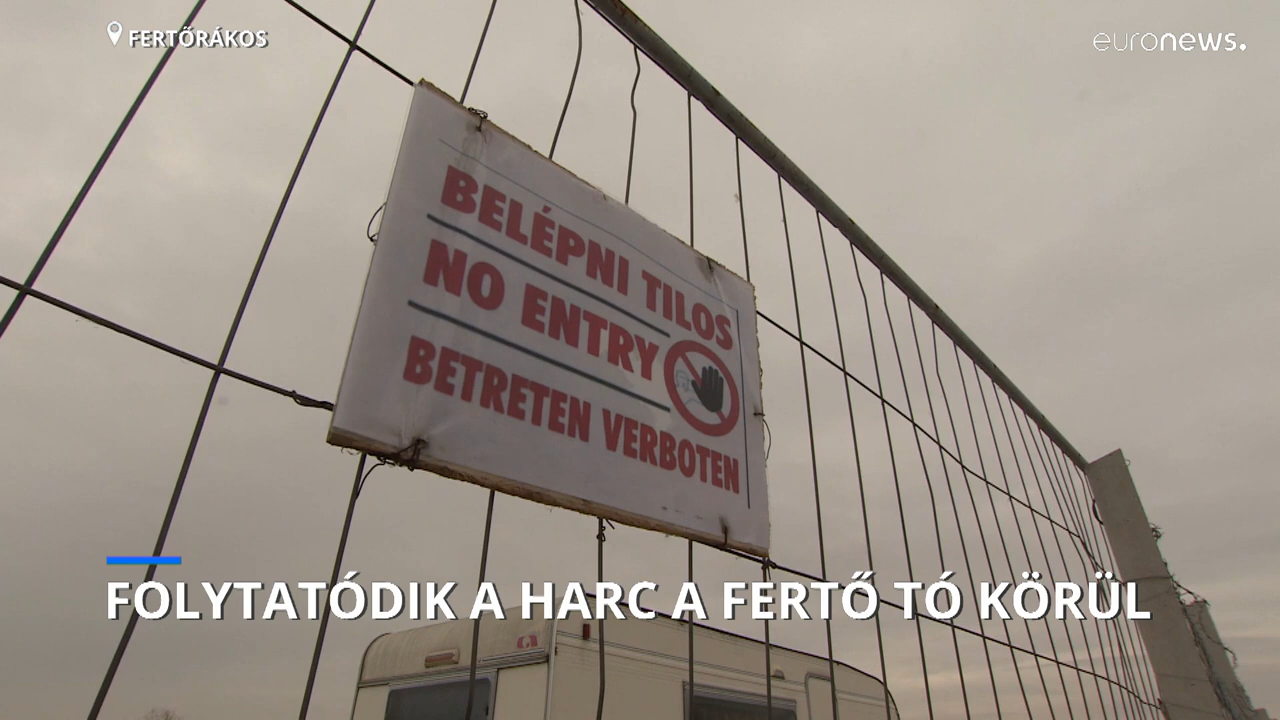 FERTŐRÁKOS
euronews.
BELÉPNI TILOS
NO ENTRY
BETRETEN VERBOTEN
FOLYTATÓDIK A HARC A FERTŐ TÓ KÖRÜL